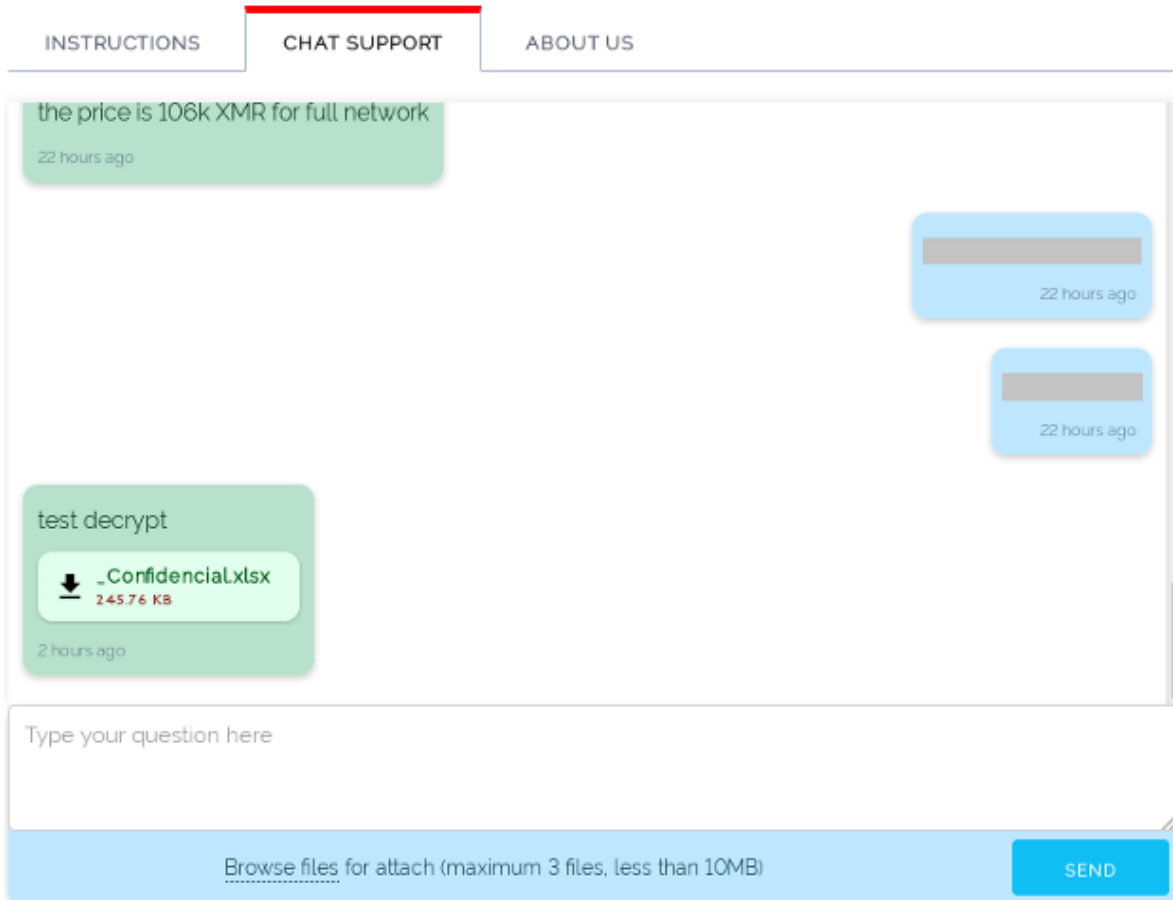 INSTRUCTIONS
CHAT SUPPORT
ABOUT US
the price is 106k XMR for full network
22 hours ago
22 hours ago
22 hours ago
test decrypt
_Confidencial.xlsx
245.76 KB
2 hours ago
Type your question here
Browse files for attach (maximum 3 files, less than 10MB)
SEND